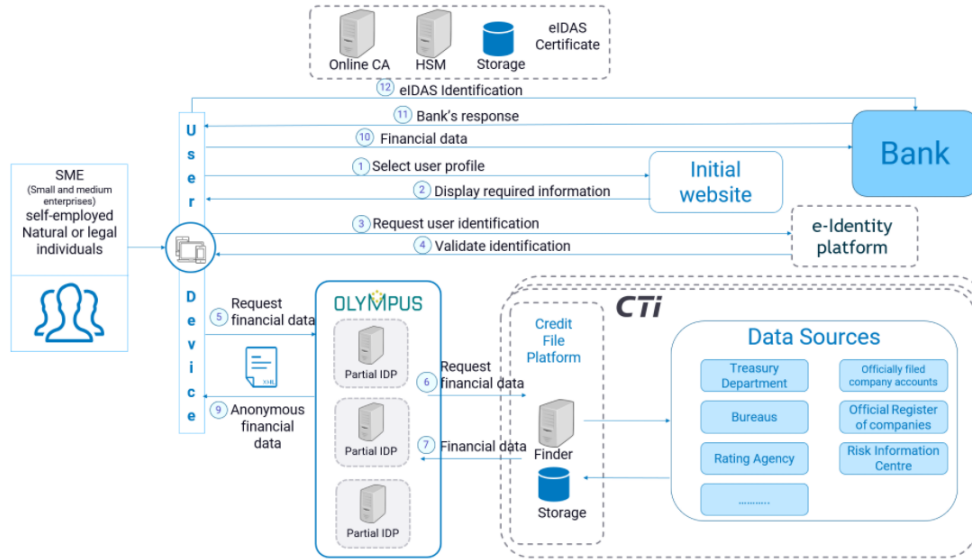 eIDAS
Certificate
Online CA
HSM
Storage
12 eIDAS Identification
11 Bank's response
10 Financial data
Bank
1 Select user profile
2 Display required information
Initial
website
3 Request user identification
4 Validate identification
e-Identity
platform
User
Device
SME
(Small and medium
enterprises)
self-employed
Natural or legal
individuals
5 Request
financial data
9 Anonymous
financial
data
OLYMPUS
Partial IDP
Partial IDP
Partial IDP
6 Request
financial data
7 Financial data
CTi
Credit
File
Platform
Finder
Storage
Data Sources
Treasury
Department
Officially filed
company accounts
Bureaus
Official Register
of companies
Rating Agency
Risk Information
Centre
...........